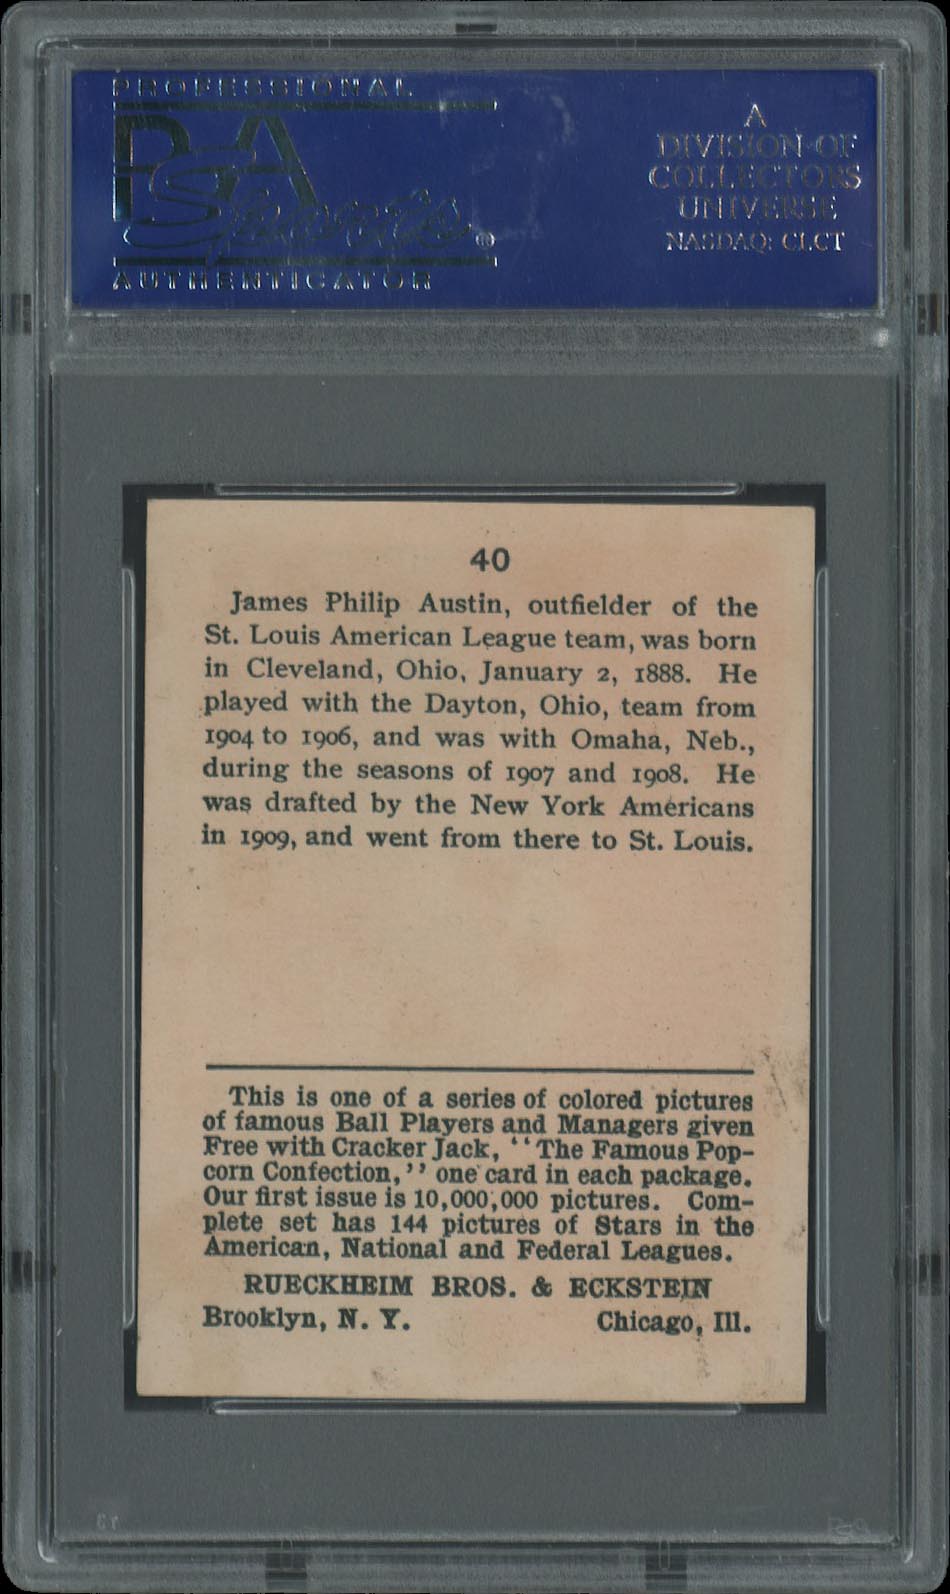 PROFESSIONAL
PSA
AUTHENTICATOR
®
A
DIVISION OF
COLLECTORS
UNIVERSE
NASDAQ: CLCT
40
James Philip Austin, outfielder of the
St. Louis American League team, was born
in Cleveland, Ohio, January 2, 1888. He
played with the Dayton, Ohio, team from
1904 to 1906, and was with Omaha, Neb.,
during the seasons of 1907 and 1908. He
was drafted by the New York Americans
in 1909, and went from there to St. Louis.
This is one of a series of colored pictures
of famous Ball Players and Managers given
Free with Cracker Jack, “The Famous Pop-
corn Confection,” one card in each package.
Our first issue is 10,000,000 pictures. Com-
plete set has 144 pictures of Stars in the
American, National and Federal Leagues.
RUECKHEIM BROS. & ECKSTEIN
Brooklyn, N. Y. Chicago, Ill.